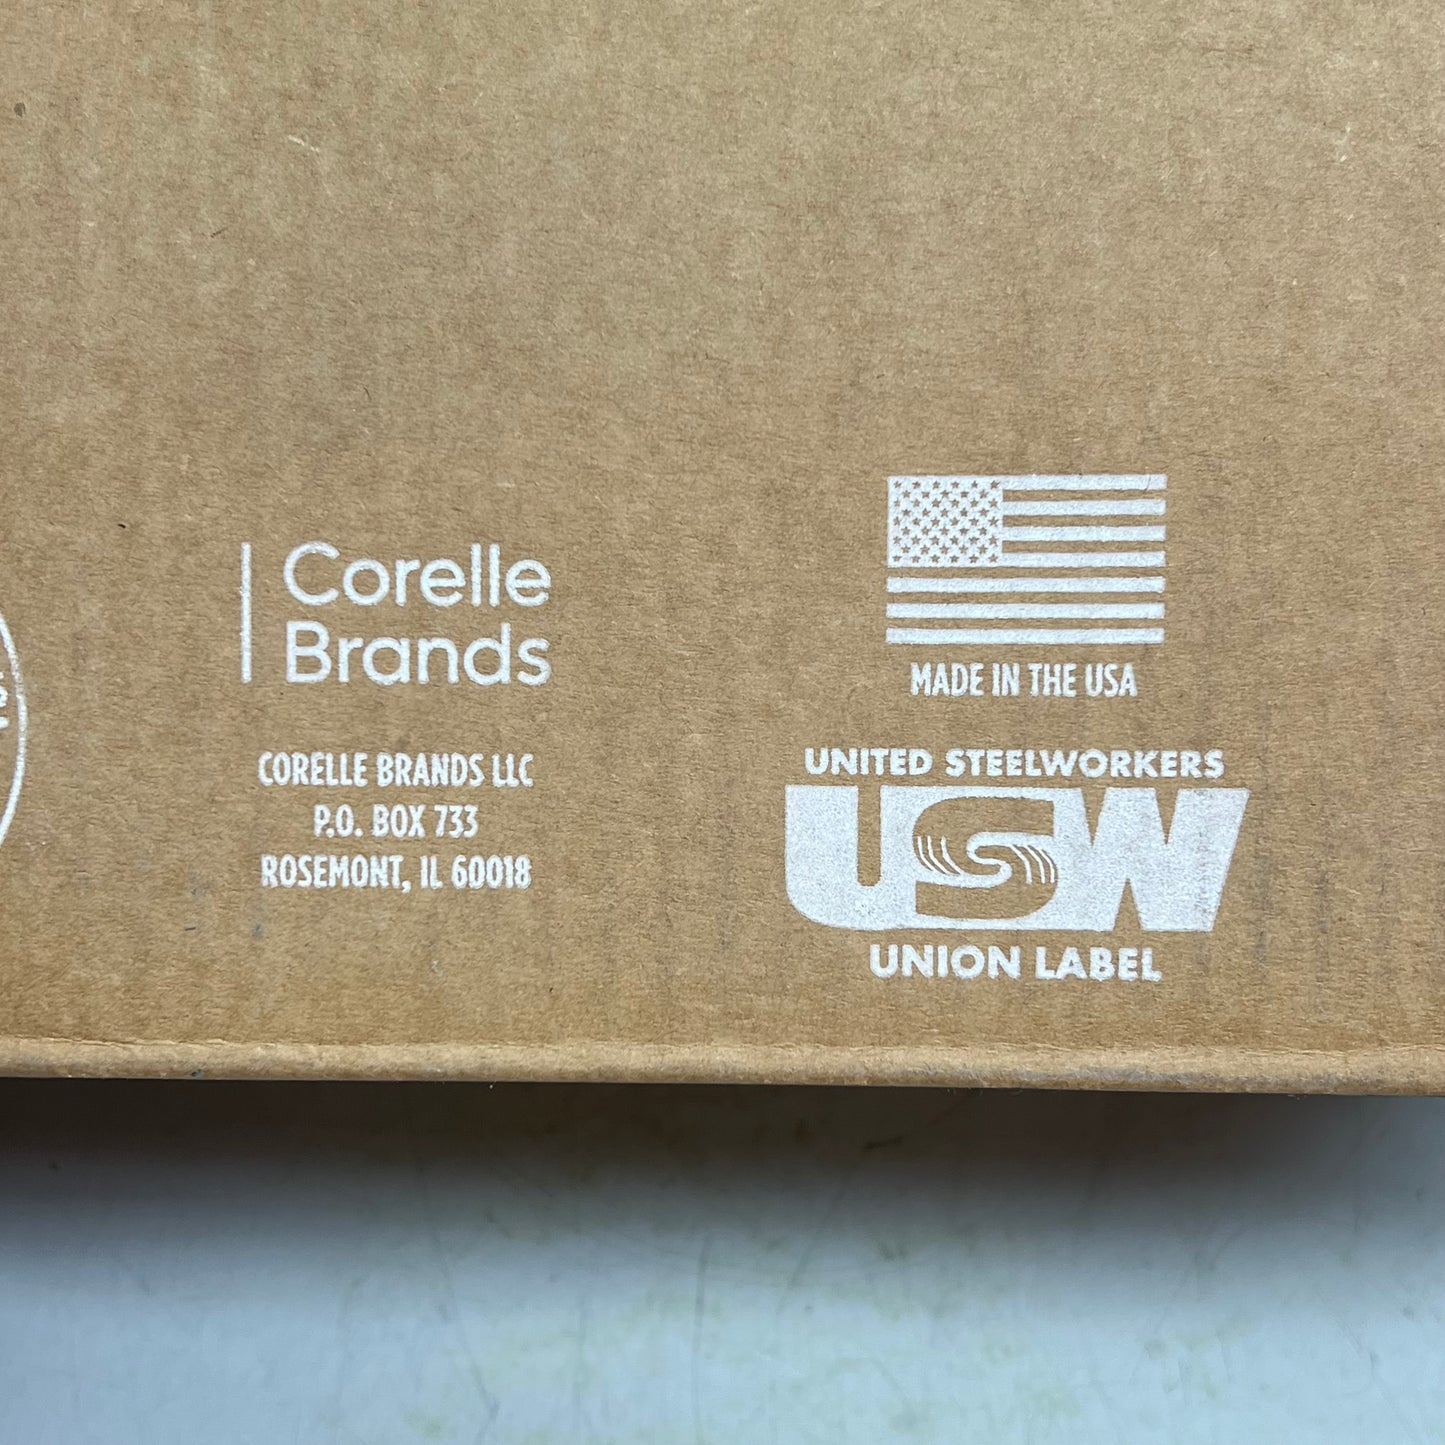 Corelle
Brands
CORELLE BRANDS LLC
P.O. BOX 733
ROSEMONT, IL 60018
MADE IN THE USA
UNITED STEELWORKERS
USW
UNION LABEL